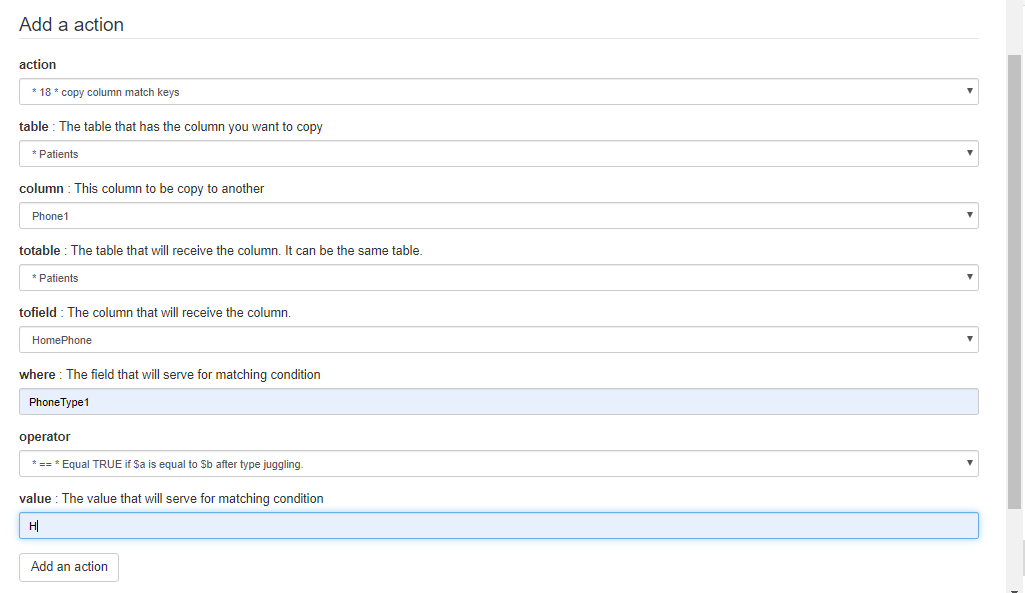 Add a action
action
* 18 * copy column match keys
table : The table that has the column you want to copy
* Patients
column : This column to be copy to another
Phone1
totable : The table that will receive the column. It can be the same table.
* Patients
tofield : The column that will receive the column.
HomePhone
where : The field that will serve for matching condition
PhoneType1
operator
* == * Equal TRUE if $a is equal to $b after type juggling.
value : The value that will serve for matching condition
H
Add an action